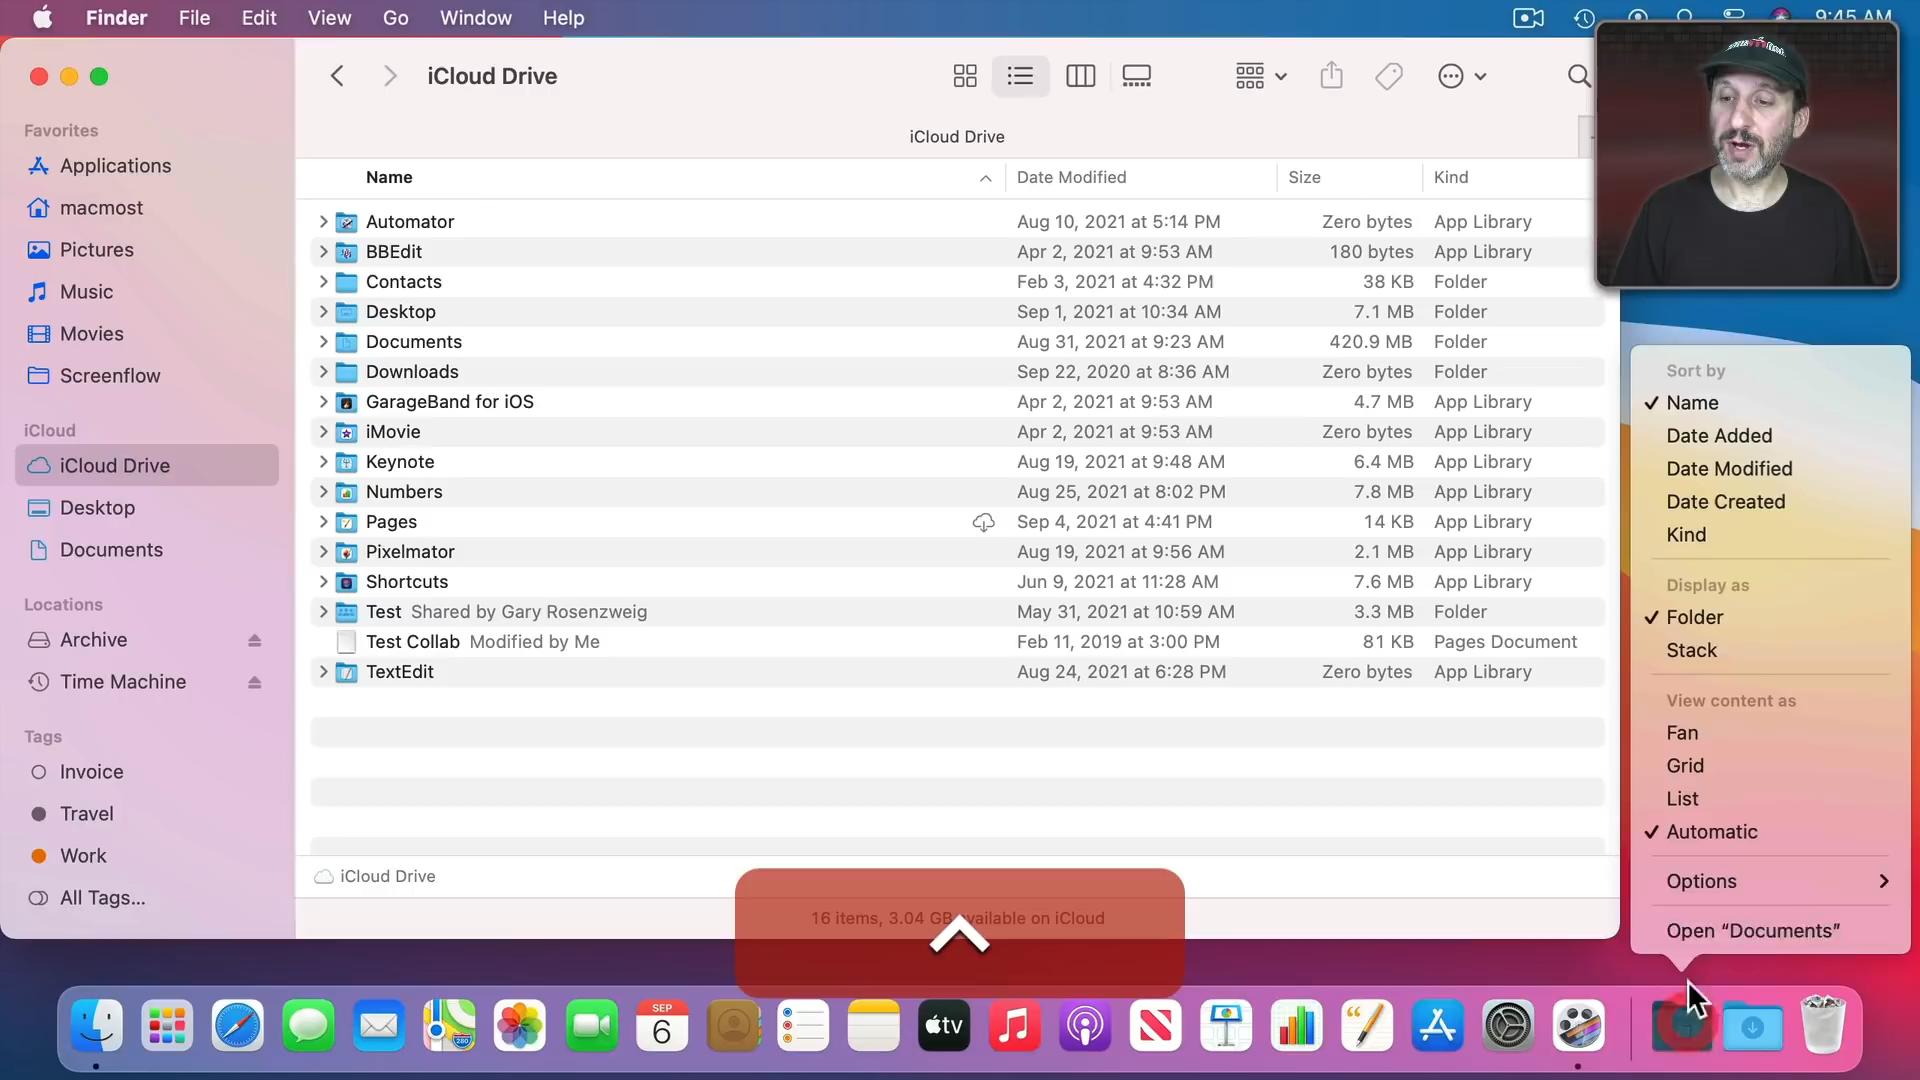 Finder File Edit View Go Window Help 9:45 AM
iCloud Drive
iCloud Drive
Favorites
Applications
macmost
Pictures
Music
Movies
Screenflow
iCloud
iCloud Drive
Desktop
Documents
Locations
Archive
Time Machine
Tags
Invoice
Travel
Work
All Tags...
Name Date Modified Size Kind
Automator Aug 10, 2021 at 5:14 PM Zero bytes App Library
BBEdit Apr 2, 2021 at 9:53 AM 180 bytes App Library
Contacts Feb 3, 2021 at 4:32 PM 38 KB Folder
Desktop Sep 1, 2021 at 10:34 AM 7.1 MB Folder
Documents Aug 31, 2021 at 9:23 AM 420.9 MB Folder
Downloads Sep 22, 2020 at 8:36 AM Zero bytes Folder
GarageBand for iOS Apr 2, 2021 at 9:53 AM 4.7 MB App Library
iMovie Apr 2, 2021 at 9:53 AM Zero bytes App Library
Keynote Aug 19, 2021 at 9:48 AM 6.4 MB App Library
Numbers Aug 25, 2021 at 8:02 PM 7.8 MB App Library
Pages Sep 4, 2021 at 4:41 PM 14 KB App Library
Pixelmator Aug 19, 2021 at 9:56 AM 2.1 MB App Library
Shortcuts Jun 9, 2021 at 11:28 AM 7.6 MB App Library
Test Shared by Gary Rosenzweig May 31, 2021 at 10:59 AM 3.3 MB Folder
Test Collab Modified by Me Feb 11, 2019 at 3:00 PM 81 KB Pages Document
TextEdit Aug 24, 2021 at 6:28 PM Zero bytes App Library
iCloud Drive
16 items, 3.04 GB available on iCloud
Sort by
Name
Date Added
Date Modified
Date Created
Kind
Display as
Folder
Stack
View content as
Fan
Grid
List
Automatic
Options
Open “Documents”
280
SEP
6
tv